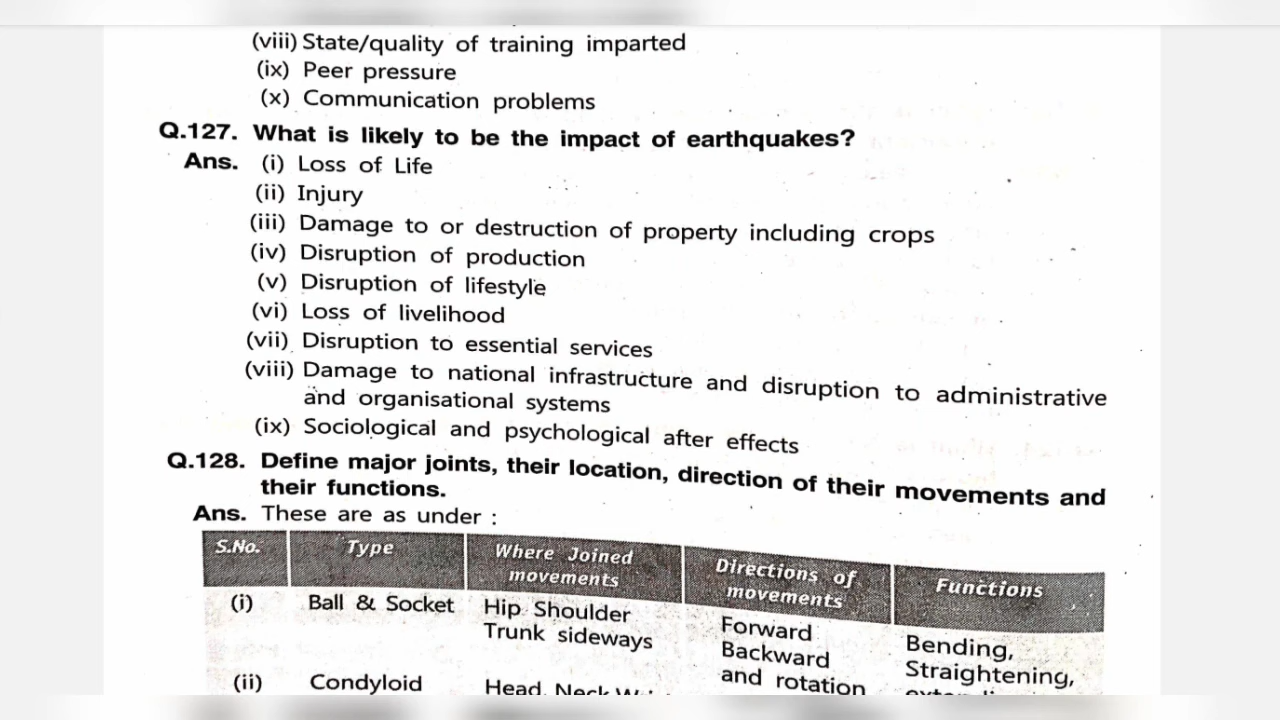 (viii) State/quality of training imparted
(ix) Peer pressure
(x) Communication problems
Q.127. What is likely to be the impact of earthquakes?
Ans. (i) Loss of Life
(ii) Injury
(iii) Damage to or destruction of property including crops
(iv) Disruption of production
(v) Disruption of lifestyle
(vi) Loss of livelihood
(vii) Disruption to essential services
(viii) Damage to national infrastructure and disruption to administrative
and organisational systems
(ix) Sociological and psychological after effects
Q.128. Define major joints, their location, direction of their movements and
their functions.
Ans. These are as under :
S.No. Type Where Joined movements Directions of movements Functions
(i) Ball & Socket Hip Shoulder Trunk sideways Forward Backward and rotation Bending, Straightening,
(ii) Condyloid Head, Neck